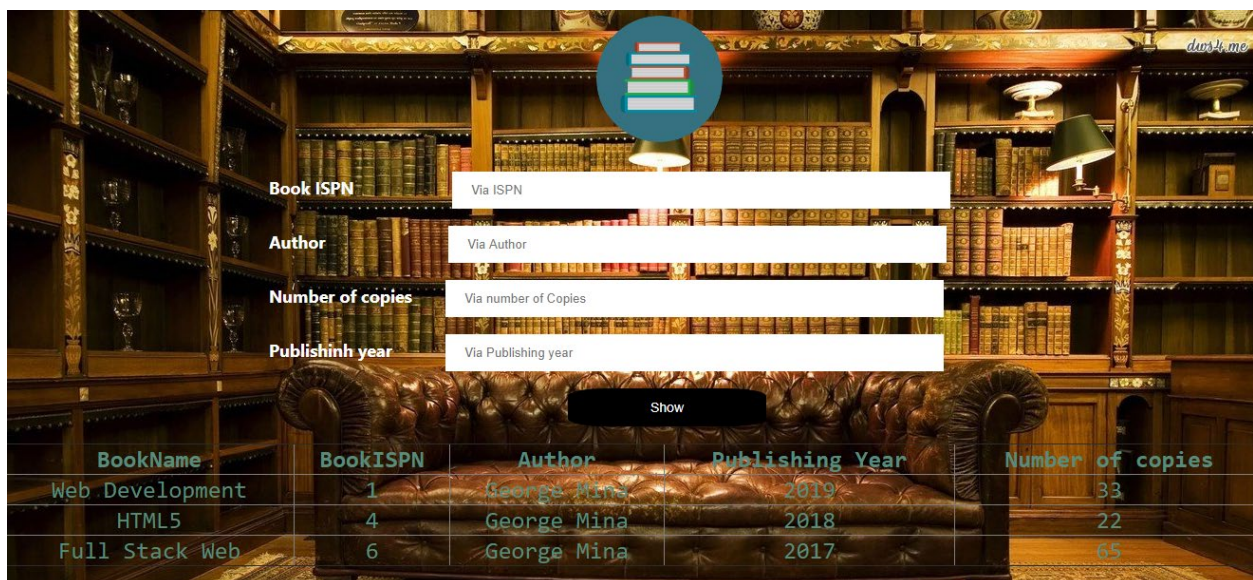 dws4.me
Book ISPN Via ISPN
Author Via Author
Number of copies Via number of Copies
Publishinh year Via Publishing year
Show
BookName BookISPN Author Publishing Year Number of copies
Web Development 1 George Mina 2019 33
HTML5 4 George Mina 2018 22
Full Stack Web 6 George Mina 2017 65